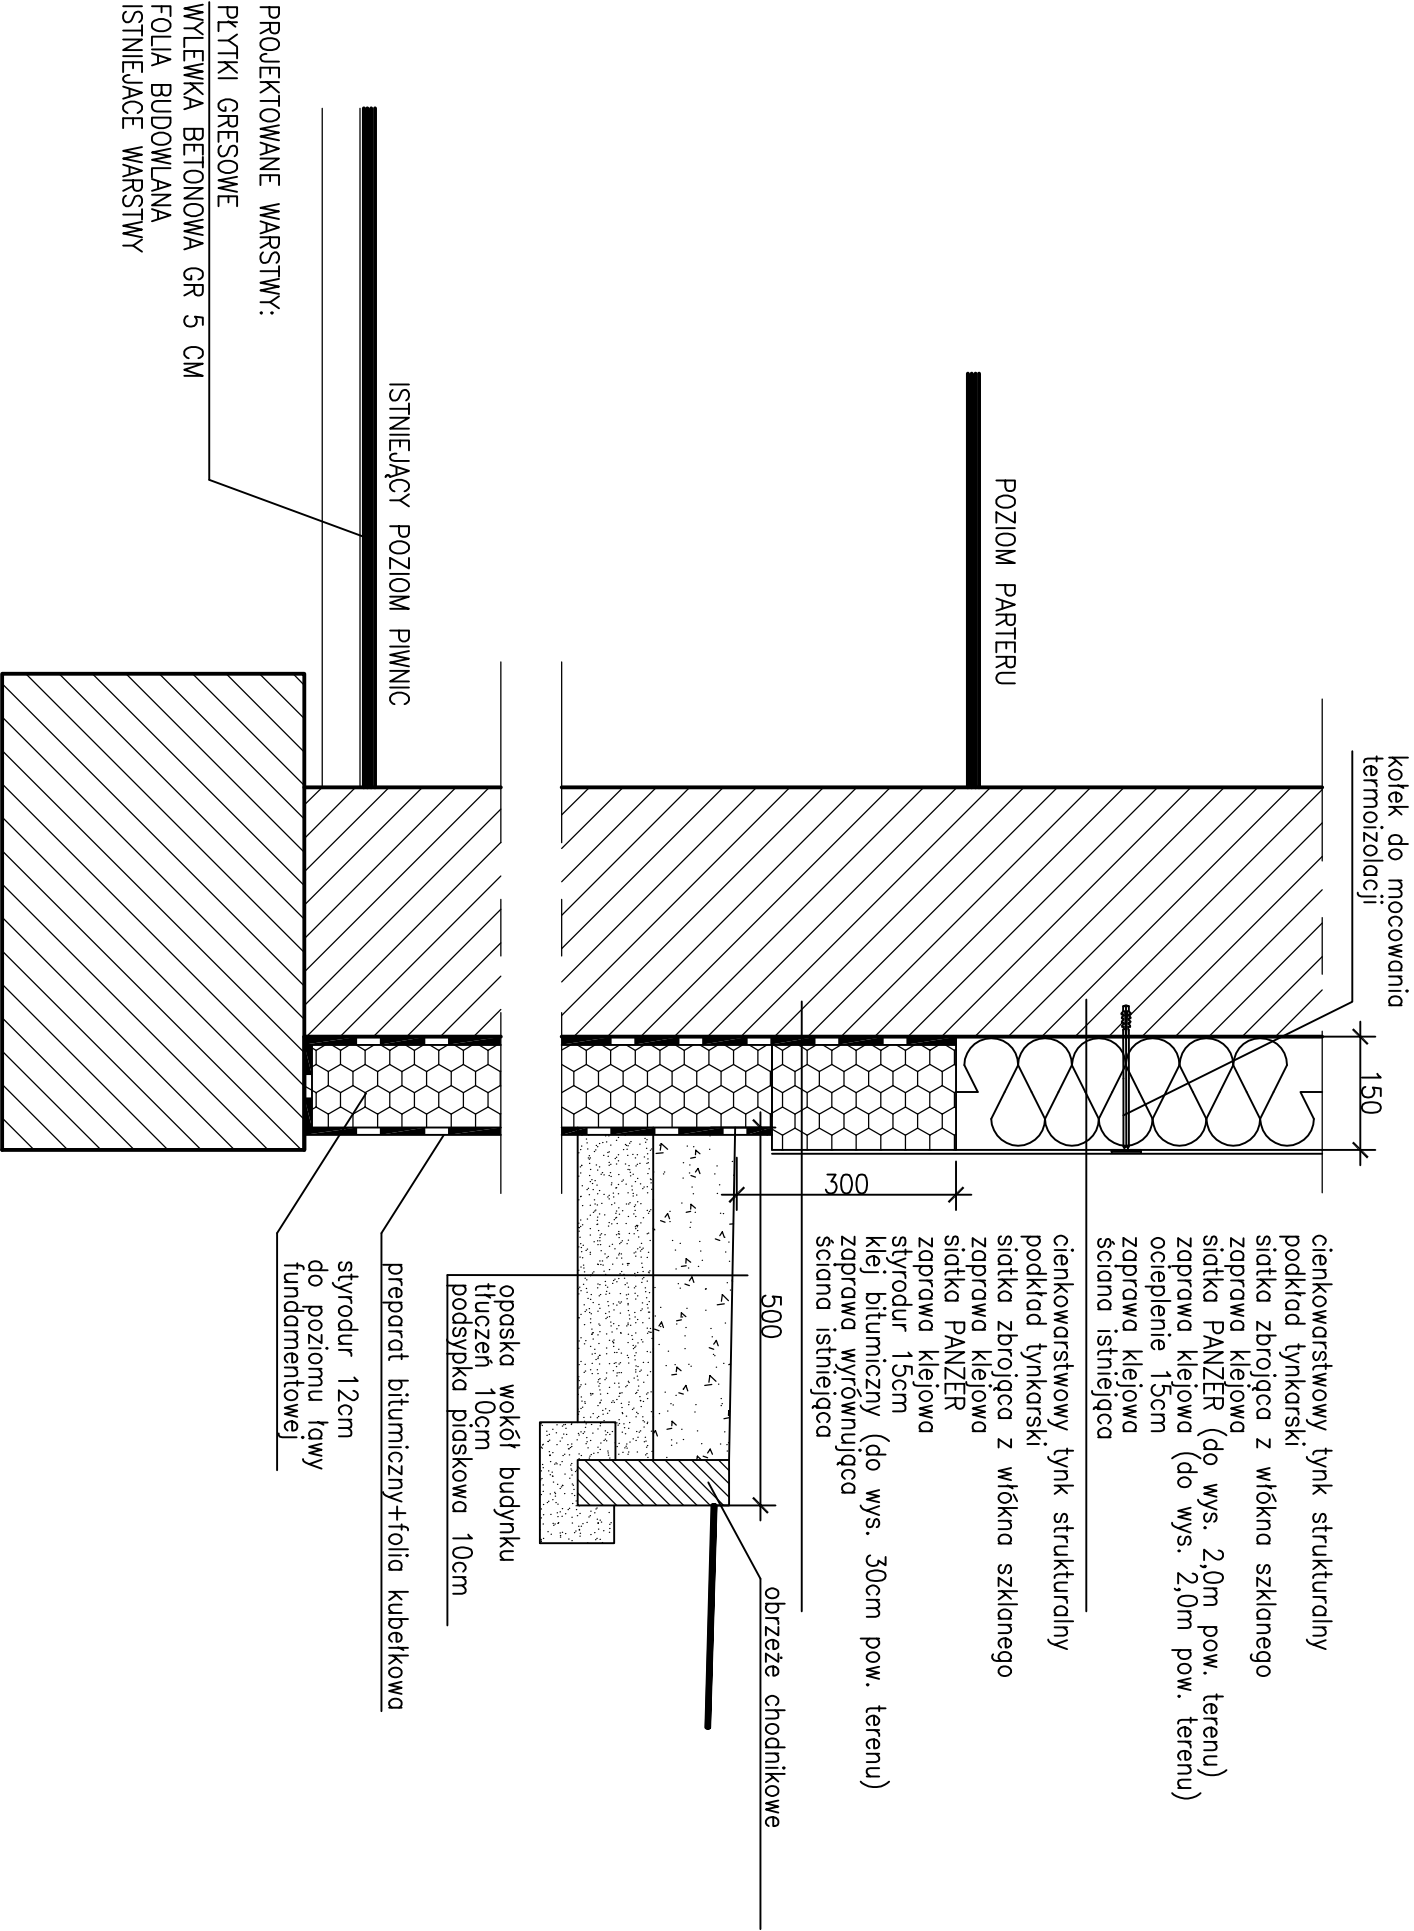 kołek do mocowania
termoizolacji
150
cienkowarstwowy tynk strukturalny
podkład tynkarski
siatka zbrojąca z włókna szklanego
zaprawa klejowa
siatka PANZER (do wys. 2,0m pow. terenu)
zaprawa klejowa (do wys. 2,0m pow. terenu)
ocieplenie 15cm
zaprawa klejowa
ściana istniejąca
cienkowarstwowy tynk strukturalny
podkład tynkarski
siatka zbrojąca z włókna szklanego
zaprawa klejowa
siatka PANZER
zaprawa klejowa
styrodur 15cm
klej bitumiczny (do wys. 30cm pow. terenu)
zaprawa wyrównująca
ściana istniejąca
POZIOM PARTERU
300
500
obrzeże chodnikowe
opaska wokół budynku
tłuczeń 10cm
podsypka piaskowa 10cm
preparat bitumiczny+folia kubełkowa
styrodur 12cm
do poziomu ławy
fundamentowej
ISTNIEJĄCY POZIOM PIWNIC
PROJEKTOWANE WARSTWY:
PŁYTKI GRESOWE
WYLEWKA BETONOWA GR 5 CM
FOLIA BUDOWLANA
ISTNIEJACE WARSTWY